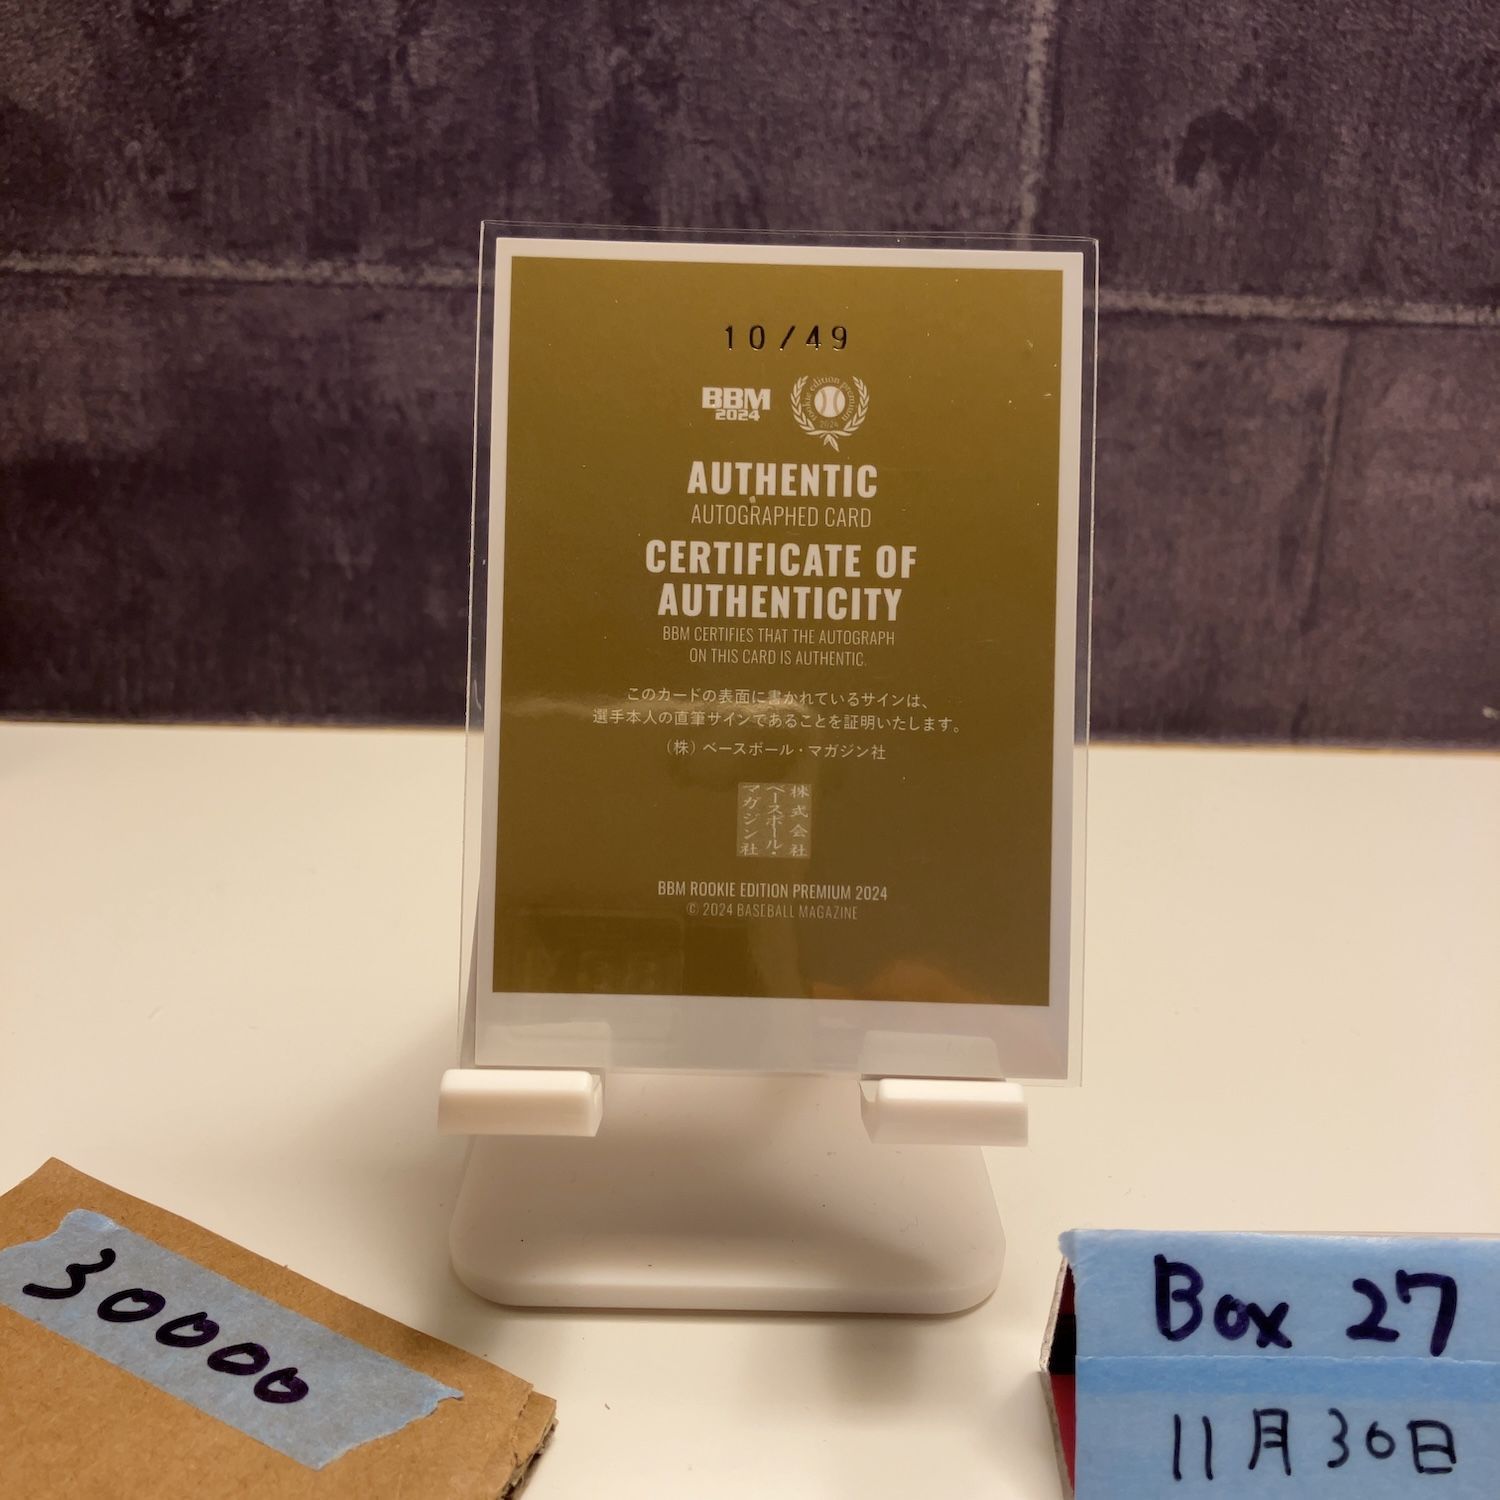 10/49
BBM
2024
rookie edition premium
2024
AUTHENTIC
AUTOGRAPHED CARD
CERTIFICATE OF
AUTHENTICITY
BBM CERTIFIES THAT THE AUTOGRAPH
ON THIS CARD IS AUTHENTIC.
このカードの表面に書かれているサインは、
選手本人の直筆サインであることを証明いたします。
（株）ベースボール・マガジン社
株式会社
ベースボール・
マガジン社
BBM ROOKIE EDITION PREMIUM 2024
© 2024 BASEBALL MAGAZINE
30000
Box 27
11月30日